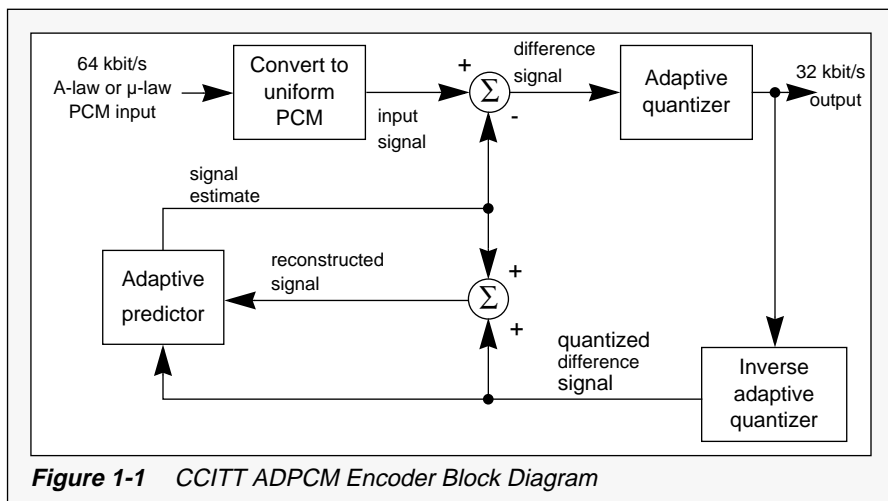 64 kbit/s
A-law or µ-law
PCM input
Convert to
uniform
PCM
input
signal
+
Σ
-
difference
signal
Adaptive
quantizer
32 kbit/s
output
signal
estimate
Adaptive
predictor
reconstructed
signal
+
Σ
+
quantized
difference
signal
Inverse
adaptive
quantizer
Figure 1-1 CCITT ADPCM Encoder Block Diagram